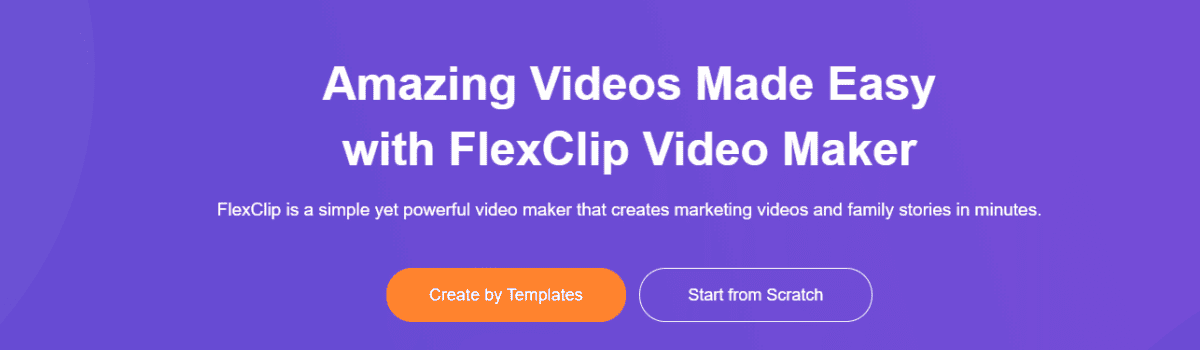 Amazing Videos Made Easy
with FlexClip Video Maker
FlexClip is a simple yet powerful video maker that creates marketing videos and family stories in minutes.
Create by Templates
Start from Scratch